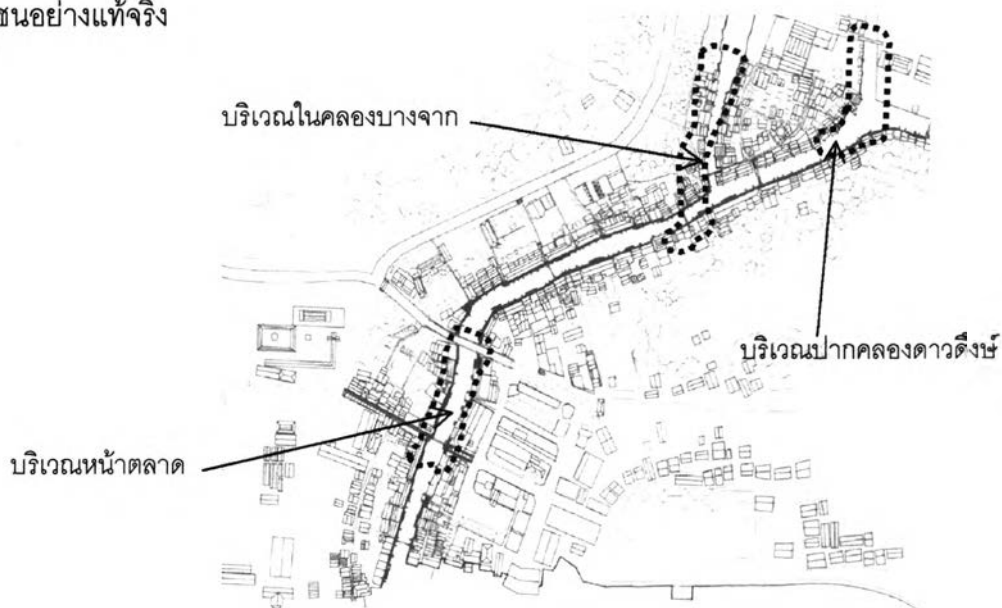 ชนอย่างแท้จริง
บริเวณในคลองบางจาก
บริเวณปากคลองดาวดึงษ์
บริเวณหน้าตลาด